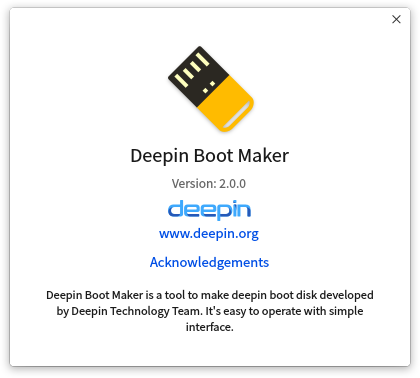 Deepin Boot Maker
Version: 2.0.0
deepin
www.deepin.org
Acknowledgements
Deepin Boot Maker is a tool to make deepin boot disk developed
by Deepin Technology Team. It's easy to operate with simple
interface.